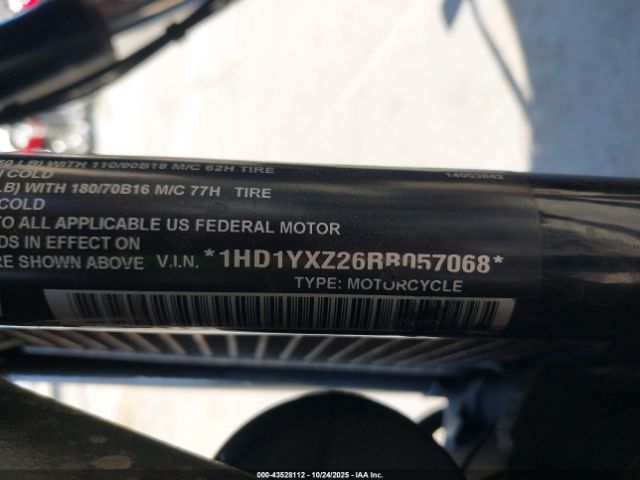 LB) WITH 110/90B19 M/C 62H TIRE
COLD
14003842
LB) WITH 180/70B16 M/C 77H TIRE
COLD
TO ALL APPLICABLE US FEDERAL MOTOR
DS IN EFFECT ON
RE SHOWN ABOVE V.I.N. *1HD1YXZ26RB057068*
TYPE: MOTORCYCLE
000-43528112 - 10/24/2025 - IAA Inc.